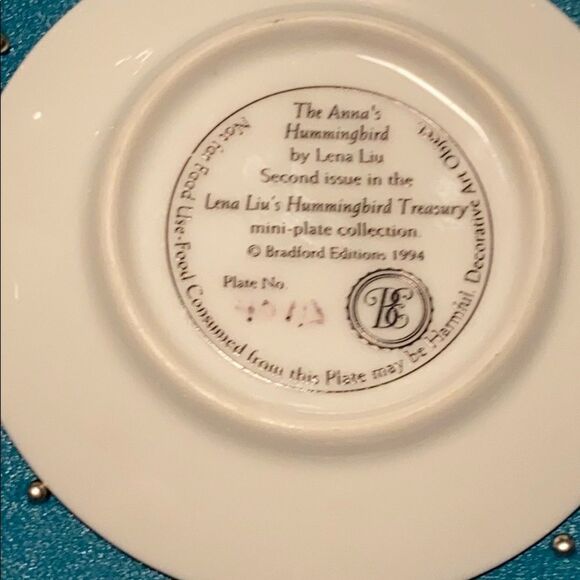 The Anna's
Hummingbird
by Lena Liu
Second issue in the
Lena Liu's Hummingbird Treasury
mini-plate collection.
© Bradford Editions 1994
Plate No.
BE
Not for Food Use-Food Consumed from this Plate may be Harmful. Decorative Art Object.